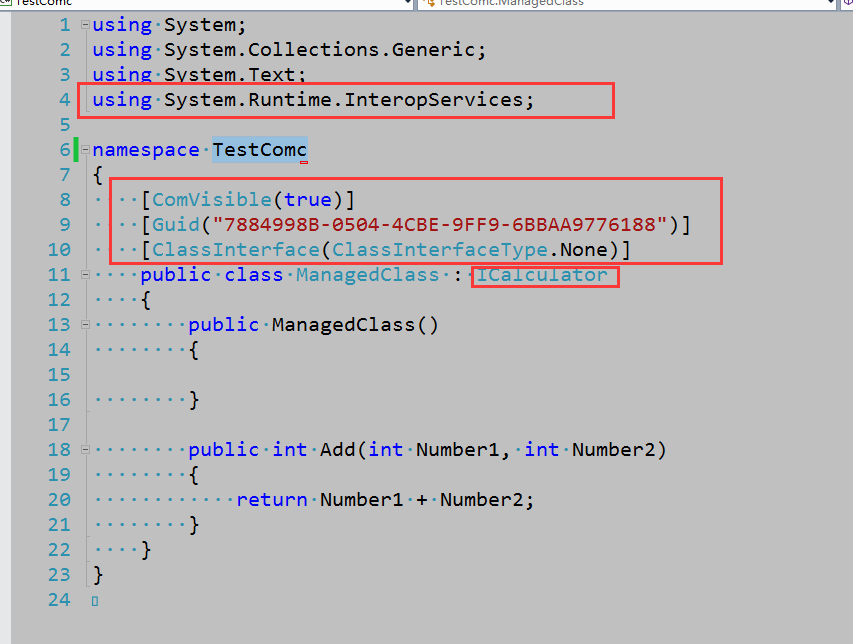 TestComc TestComc.ManagedClass
1 using System;
2 using System.Collections.Generic;
3 using System.Text;
4 using System.Runtime.InteropServices;
5
6 namespace TestComc
7 {
8 [ComVisible(true)]
9 [Guid("7884998B-0504-4CBE-9FF9-6BBAA9776188")]
10 [ClassInterface(ClassInterfaceType.None)]
11 public class ManagedClass : ICalculator
12 {
13 public ManagedClass()
14 {
15
16 }
17
18 public int Add(int Number1, int Number2)
19 {
20 return Number1 + Number2;
21 }
22 }
23 }
24